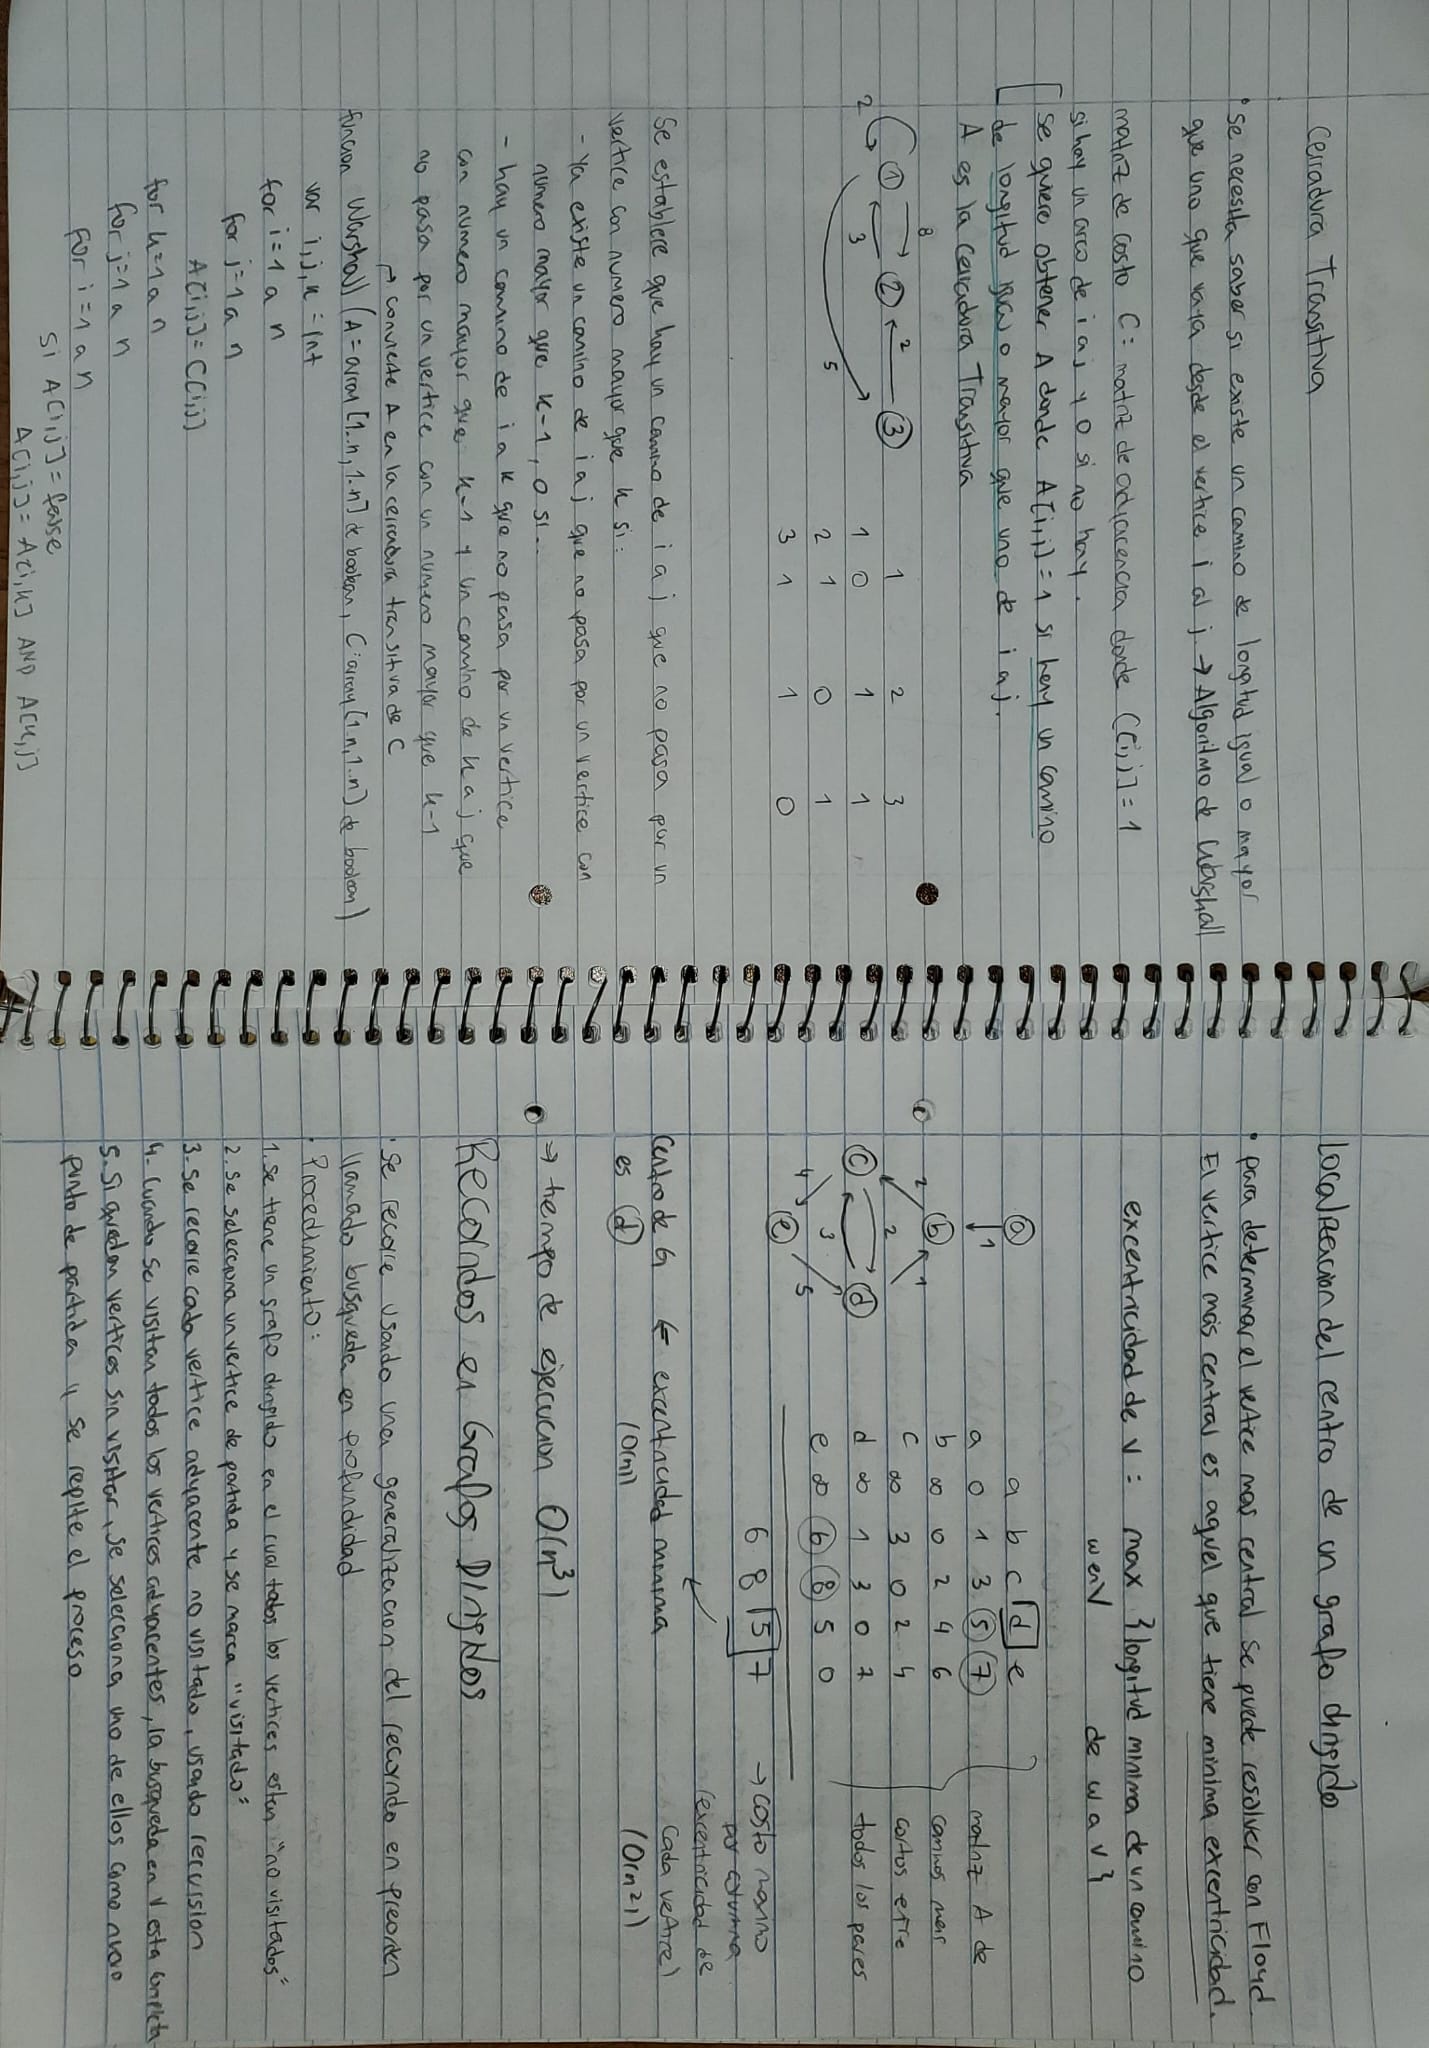 Cerradura Transitiva
• Se necesita saber si existe un camino de longitud igual o mayor
que uno que vaya desde el vertice i al j → Algoritmo de Warshall
matriz de costo C = matriz de adyacencia donde C[i,j] = 1
si hay un arco de i a j y 0 si no hay.
Se quiere obtener A donde A[i,j] = 1 si hay un camino
de longitud igual o mayor que uno de i a j.
A es la cerradura Transitiva
8
1 2 3
2 3 2
5
1 2 3
1 0 1 1
2 1 0 1
3 1 1 0
Se establece que hay un camino de i a j que no pasa por un
vertice con numero mayor que k si:
- Ya existe un camino de i a j que no pasa por un vertice con
numero mayor que k-1, o si..
- hay un camino de i a k que no pasa por un vertice
con numero mayor que k-1 y un camino de k a j que
no pasa por un vertice con un numero mayor que k-1
→ convierte A en la cerradura transitiva de C
funcion Warshall (A = array [1..n, 1..n] de boolean, C: array [1..n, 1..n] de boolean)
var i,j,k = int
for i=1 a n
for j=1 a n
A[i,j] = C[i,j]
for k=1 a n
for j=1 a n
for i=1 a n
si A[i,j] = false
A[i,j] = A[i,k] AND A[k,j]
Localizacion del centro de un grafo dirigido
• para determinar el vertice mas central se puede resolver con Floyd.
El vertice más central es aquel que tiene minima excentricidad.
excentricidad de v = max {longitud minima de un camino
w en V de w a v}
a
1
b 1
2 2
c d
3
4 5
e
a b c d e
a 0 1 3 5 7
b ∞ 0 2 4 6
c ∞ 3 0 2 4
d ∞ 1 3 0 7
e ∞ 6 8 5 0
6 8 5 7
matriz A de
caminos mas
cortos entre
todos los pares
→ costo maximo
por columna
(excentricidad de
cada vertice)
(O(n²))
Centro de G ← excentricidad minima
es d (O(n))
→ tiempo de ejecucion O(n³)
Recorridos en Grafos Dirigidos
• Se recorre usando una generalizacion del recorrido en preorden
llamado busqueda en profundidad
• Procedimiento:
1. Se tiene un grafo dirigido en el cual todos los vertices esten "no visitados"
2. Se selecciona un vertice de partida y se marca "visitado"
3. Se recorre cada vertice adyacente no visitado, usando recursion
4. Cuando se visitan todos los vertices adyacentes, la busqueda en V esta completa
5. Si quedan vertices sin visitar, se selecciona uno de ellos como nuevo
punto de partida y se repite el proceso